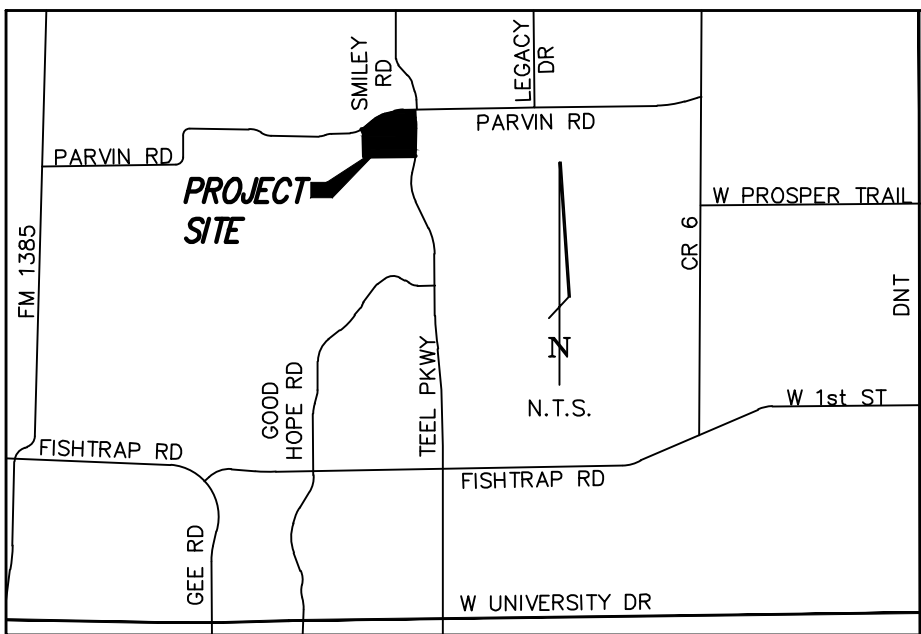 SMILEY
RD
LEGACY
DR
PARVIN RD
PARVIN RD
PROJECT
SITE
W PROSPER TRAIL
FM 1385
CR 6
DNT
N
N.T.S.
GOOD
HOPE RD
TEEL PKWY
W 1st ST
FISHTRAP RD
FISHTRAP RD
GEE RD
W UNIVERSITY DR